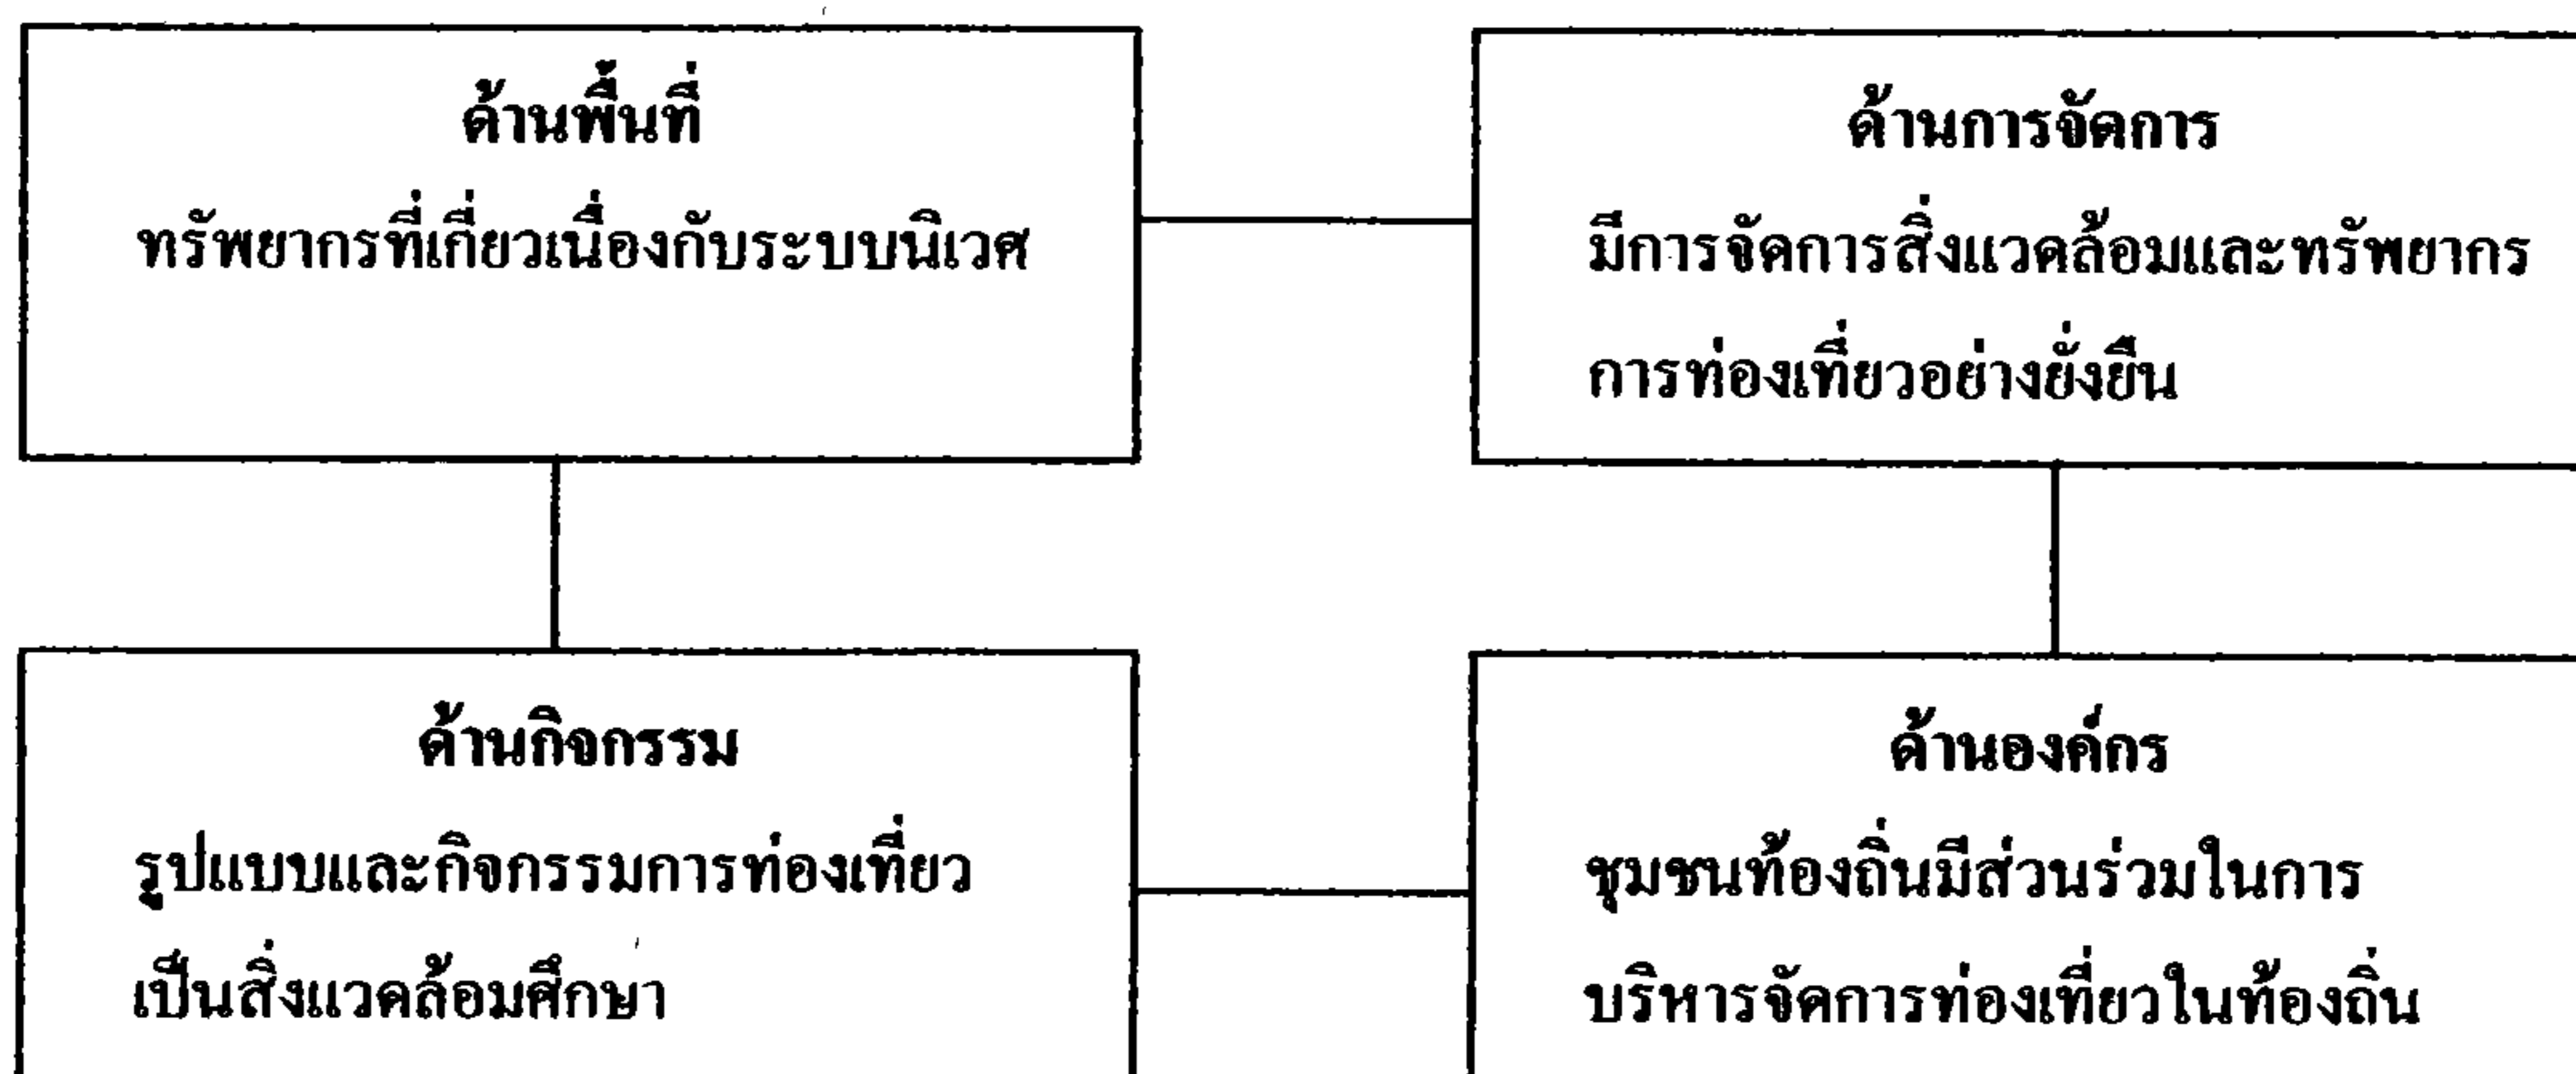 ด้านพื้นที่
ทรัพยากรที่เกี่ยวเนื่องกับระบบนิเวศ
ด้านการจัดการ
มีการจัดการสิ่งแวดล้อมและทรัพยากร
การท่องเที่ยวอย่างยั่งยืน
ด้านกิจกรรม
รูปแบบและกิจกรรมการท่องเที่ยว
เป็นสิ่งแวดล้อมศึกษา
ด้านองค์กร
ชุมชนท้องถิ่นมีส่วนร่วมในการ
บริหารจัดการท่องเที่ยวในท้องถิ่น